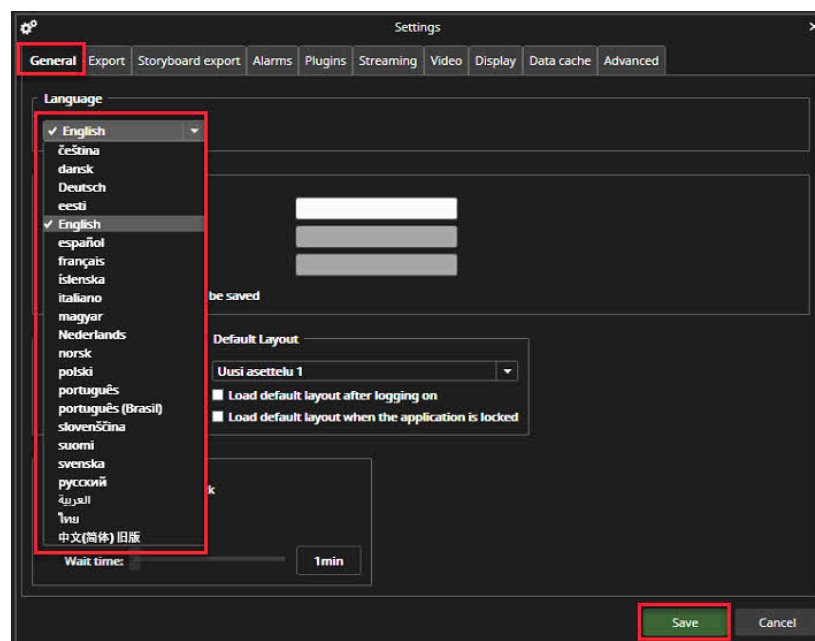 Settings
General Export Storyboard export Alarms Plugins Streaming Video Display Data cache Advanced
Language
✓ English
čeština
dansk
Deutsch
eesti
✓ English
español
français
íslenska
italiano
magyar
Nederlands
norsk
polski
português
português (Brasil)
slovenščina
suomi
svenska
русский
العربية
ไทย
中文(简体) 旧版
be saved
Default Layout
Uusi asettelu 1
Load default layout after logging on
Load default layout when the application is locked
k
Wait time: 1min
Save Cancel